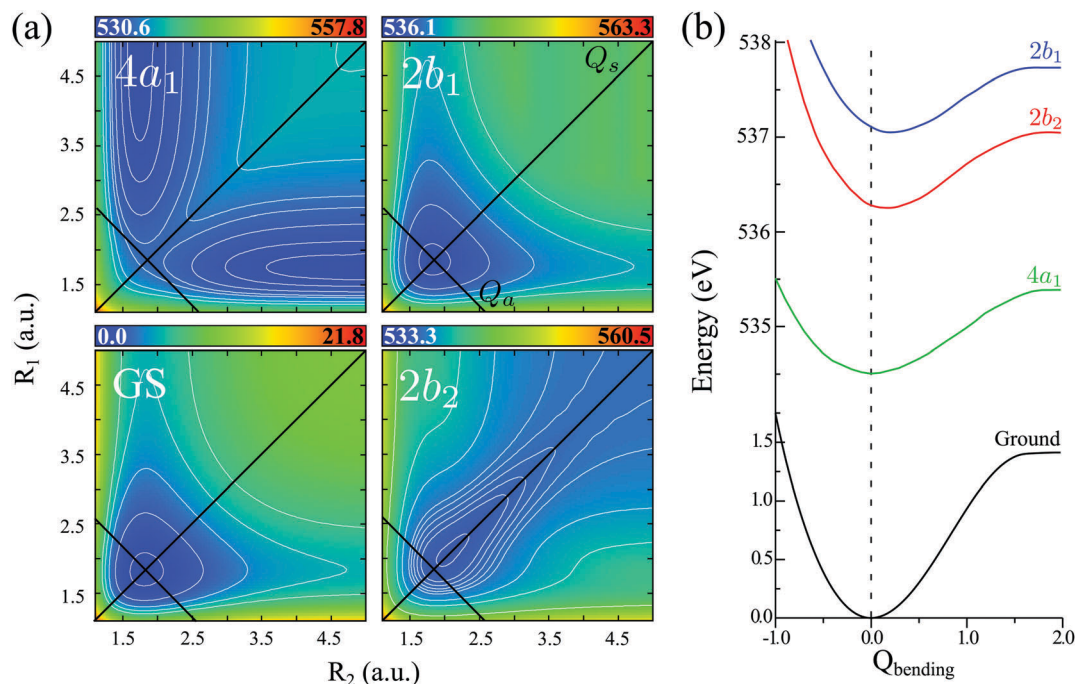 (a)
530.6 557.8
536.1 563.3
4a₁
2b₁
Qₛ
Qₐ
4.5
3.5
2.5
1.5
0.0 21.8
533.3 560.5
GS
2b₂
4.5
3.5
2.5
1.5
1.5 2.5 3.5 4.5
1.5 2.5 3.5 4.5
R₁ (a.u.)
R₂ (a.u.)
(b)
538
537
536
535
1.5
1.0
0.5
0.0
Energy (eV)
2b₁
2b₂
4a₁
Ground
-1.0 0.0 1.0 2.0
Q_bending